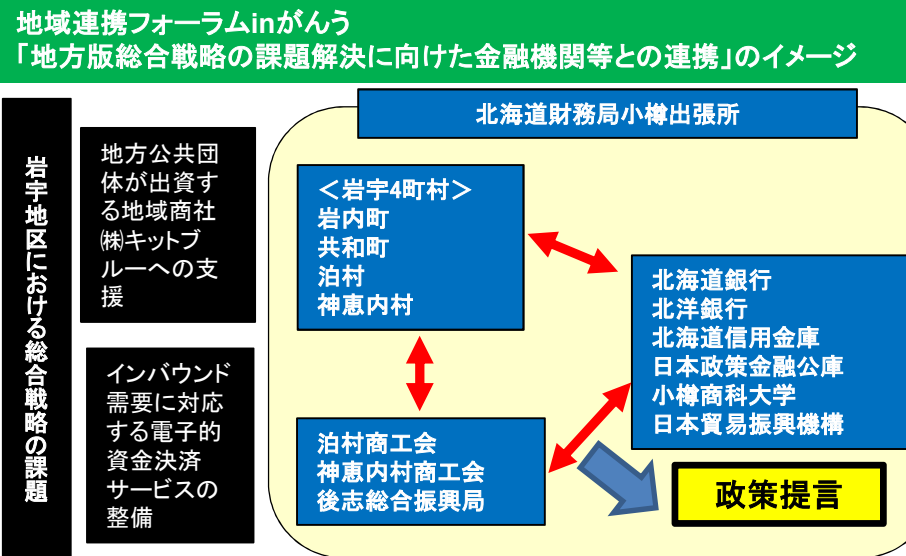 地域連携フォーラムinがんう
「地方版総合戦略の課題解決に向けた金融機関等との連携」のイメージ
岩宇地区における総合戦略の課題
地方公共団
体が出資す
る地域商社
㈱キットブ
ルーへの支
援
インバウンド
需要に対応
する電子的
資金決済
サービスの
整備
北海道財務局小樽出張所
＜岩宇4町村＞
岩内町
共和町
泊村
神恵内村
北海道銀行
北洋銀行
北海道信用金庫
日本政策金融公庫
小樽商科大学
日本貿易振興機構
泊村商工会
神恵内村商工会
後志総合振興局
政策提言